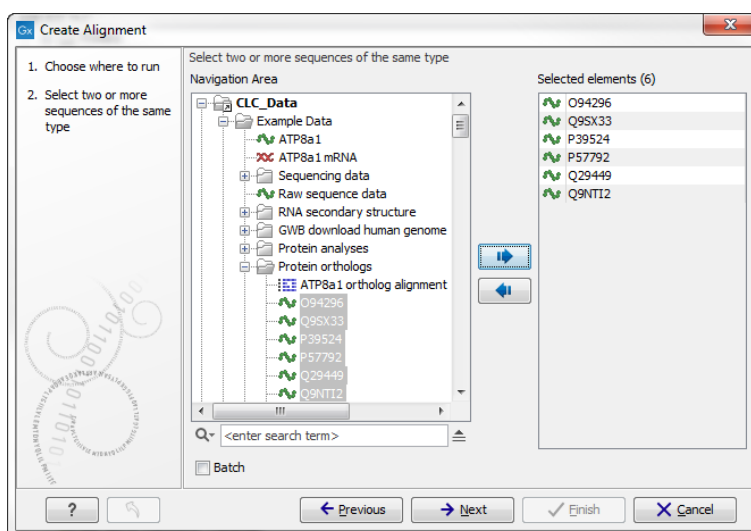 Gx Create Alignment
1. Choose where to run
2. Select two or more
sequences of the same
type
Select two or more sequences of the same type
Navigation Area
CLC_Data
Example Data
ATP8a1
ATP8a1 mRNA
Sequencing data
Raw sequence data
RNA secondary structure
GWB download human genome
Protein analyses
Protein orthologs
ATP8a1 ortholog alignment
O94296
Q9SX33
P39524
P57792
Q29449
Q9NTI2
<enter search term>
Batch
Selected elements (6)
O94296
Q9SX33
P39524
P57792
Q29449
Q9NTI2
?
Previous
Next
Finish
Cancel